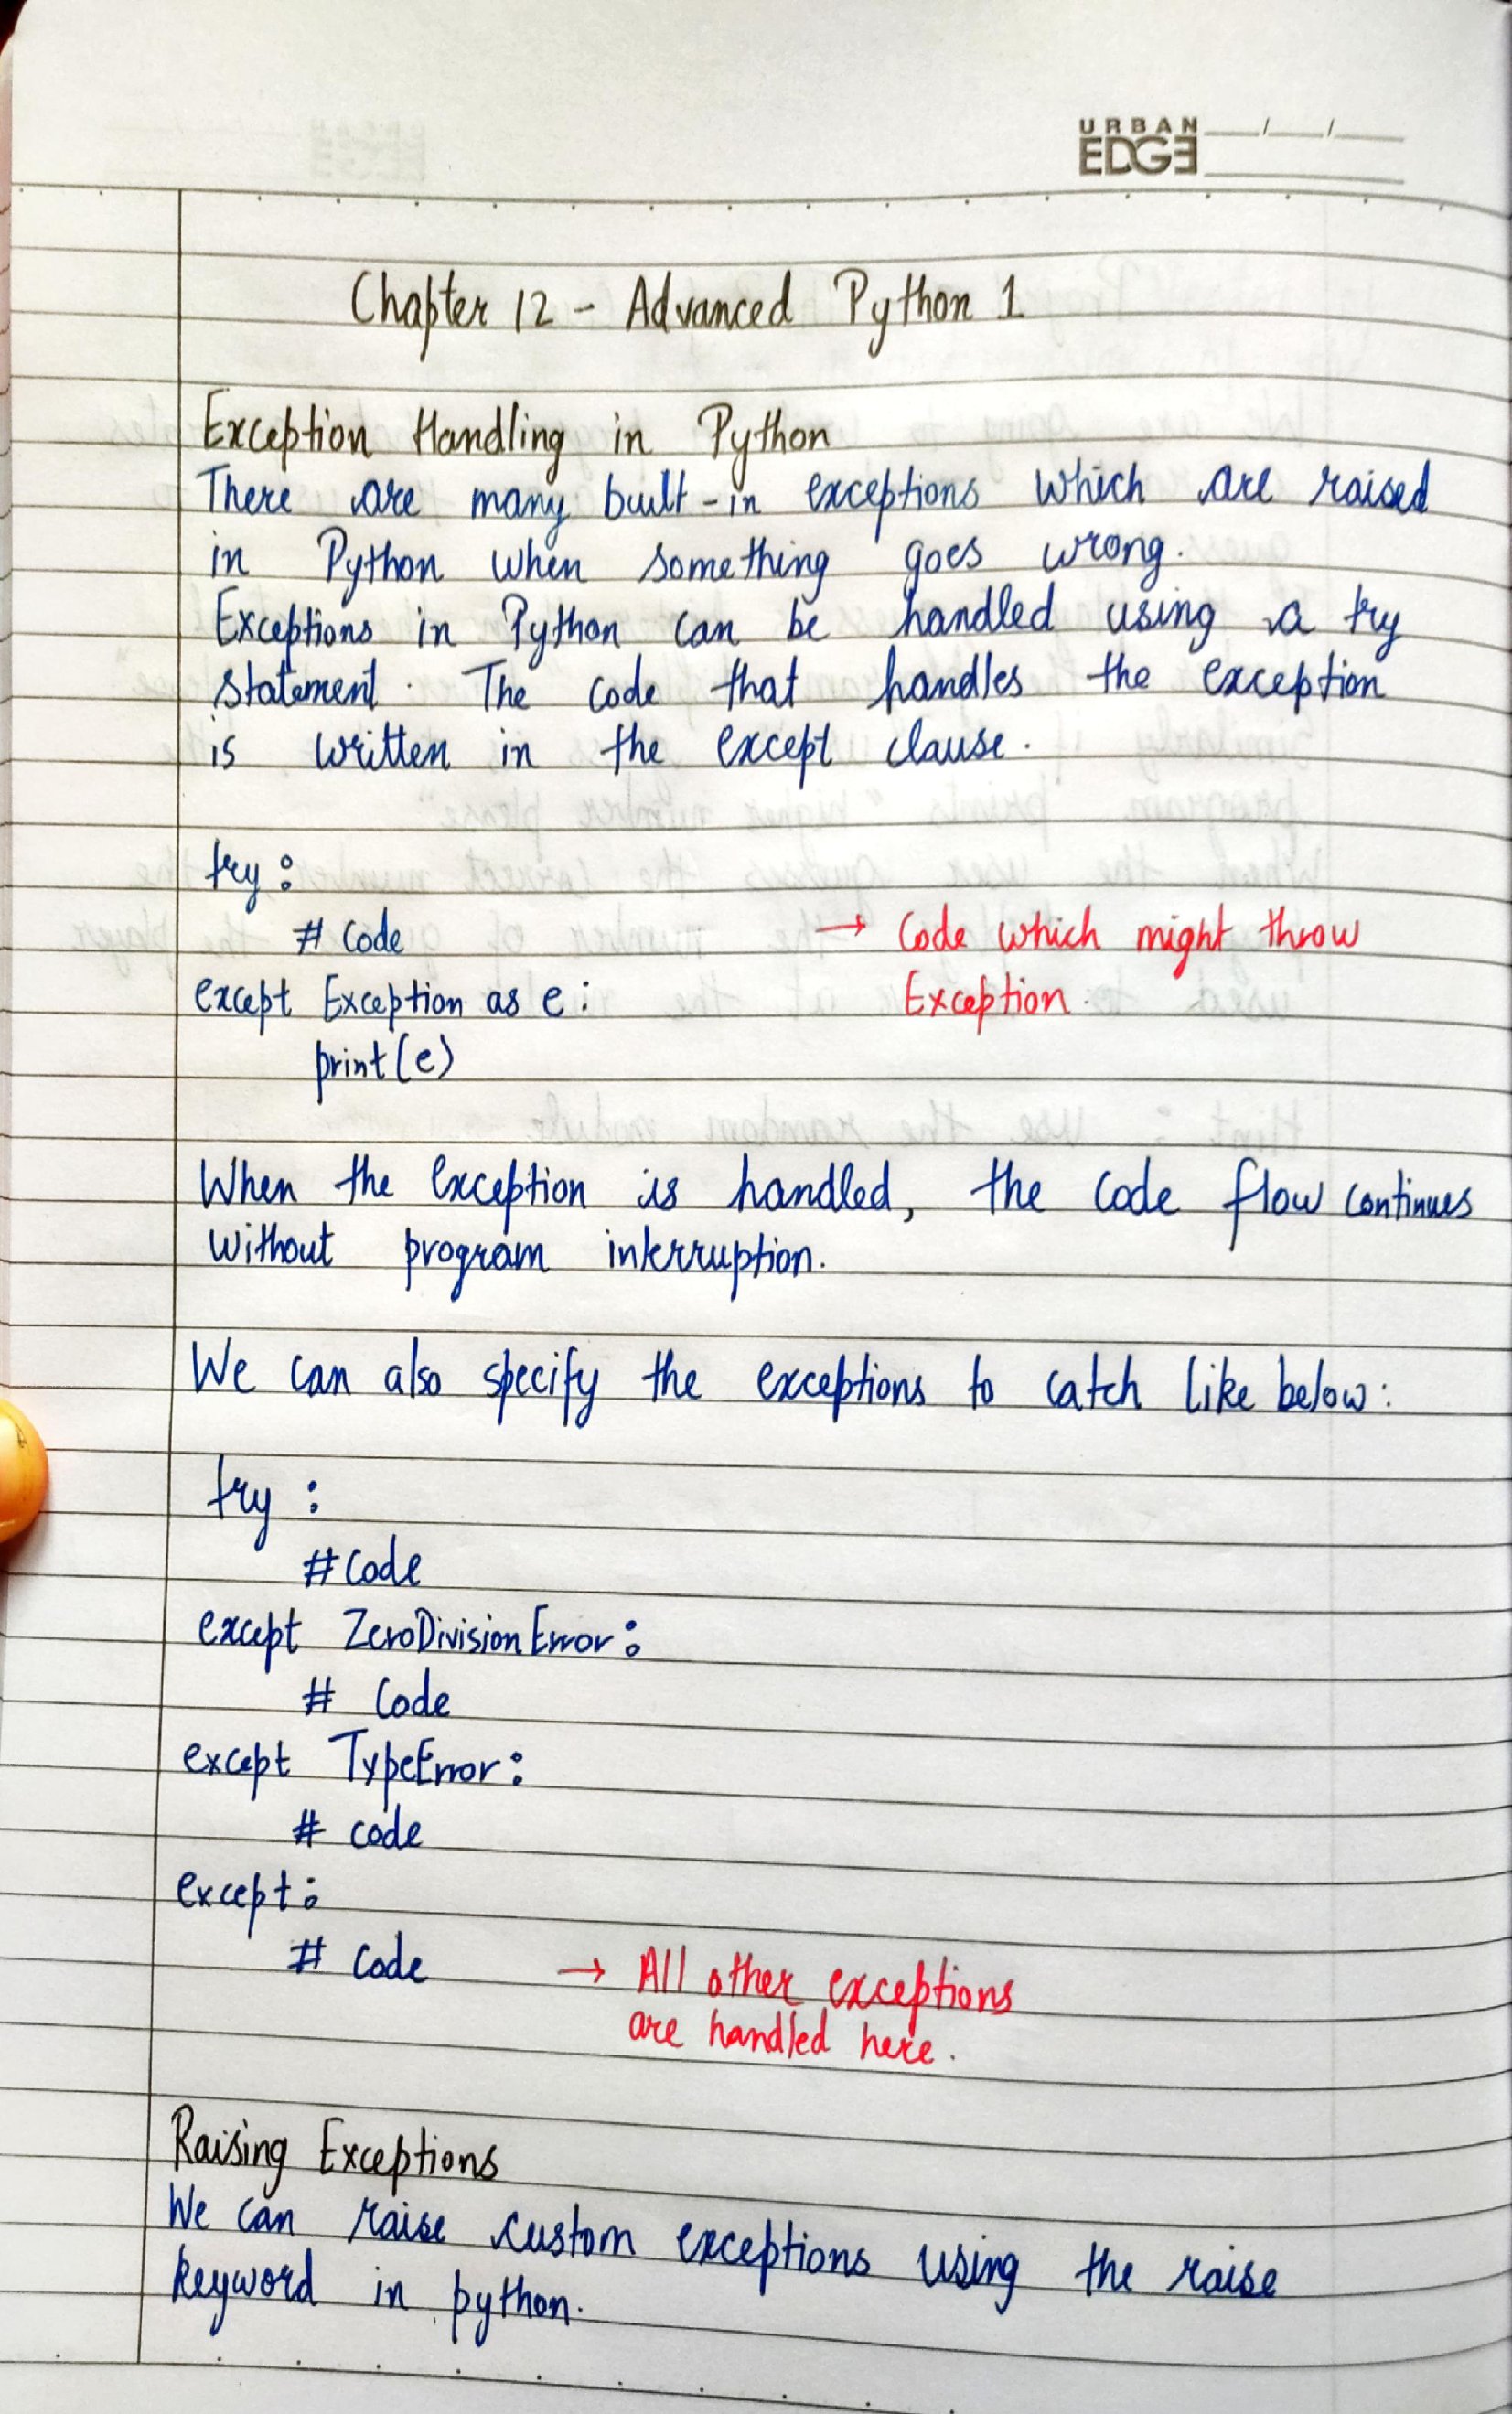 URBAN
EDGE
Chapter 12 - Advanced Python 1
Exception Handling in Python
There are many built-in exceptions which are raised
in Python when something goes wrong.
Exceptions in Python can be handled using a try
statement. The code that handles the exception
is written in the except clause.
try:
# Code → Code which might throw
except Exception as e: Exception.
print(e)
When the exception is handled, the code flow continues
without program interruption.
We can also specify the exceptions to catch like below:
try:
# Code
except ZeroDivisionError:
# Code
except TypeError:
# code
except:
# Code → All other exceptions
are handled here.
Raising Exceptions
We can raise custom exceptions using the raise
keyword in python.